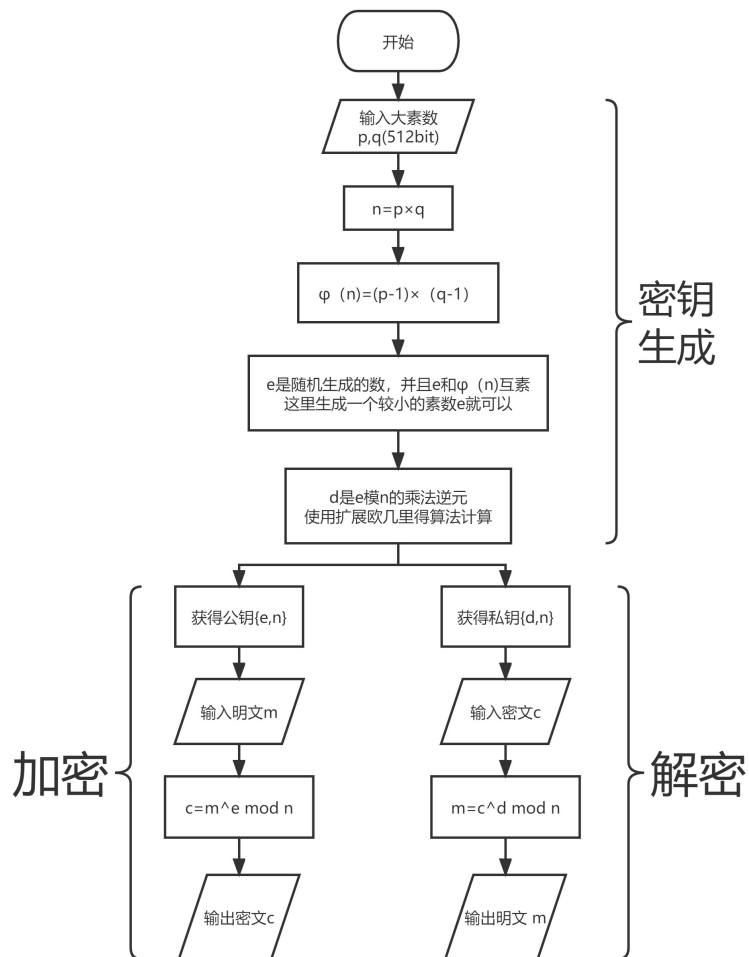 开始
输入大素数
p,q(512bit)
n=p×q
φ（n)=(p-1)×（q-1）
密钥
生成
e是随机生成的数，并且e和φ（n)互素
这里生成一个较小的素数e就可以
d是e模n的乘法逆元
使用扩展欧几里得算法计算
获得公钥{e,n}
获得私钥{d,n}
输入明文m
输入密文c
加密
解密
c=m^e mod n
m=c^d mod n
输出密文c
输出明文 m